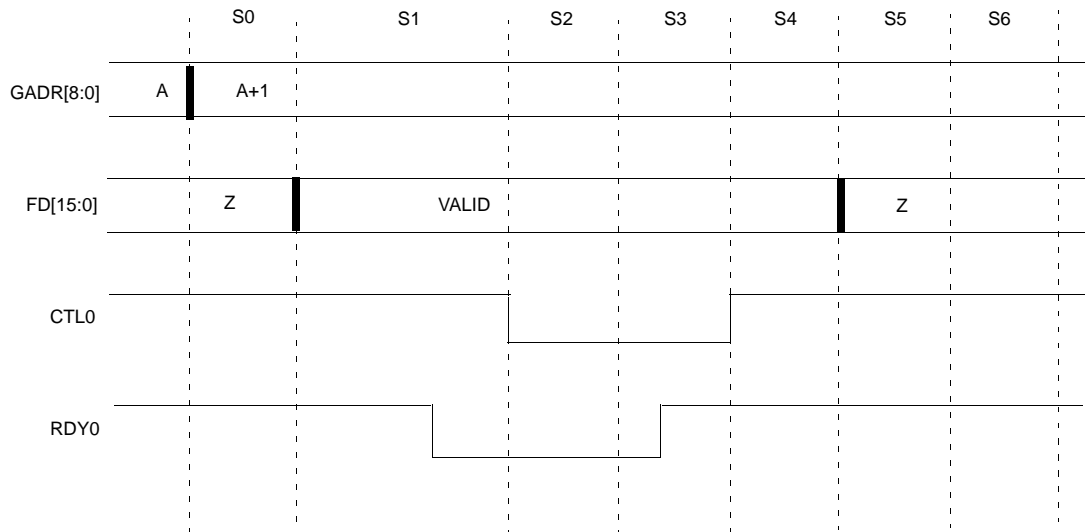 S0 S1 S2 S3 S4 S5 S6
GADR[8:0] A A+1
FD[15:0] Z VALID Z
CTL0
RDY0